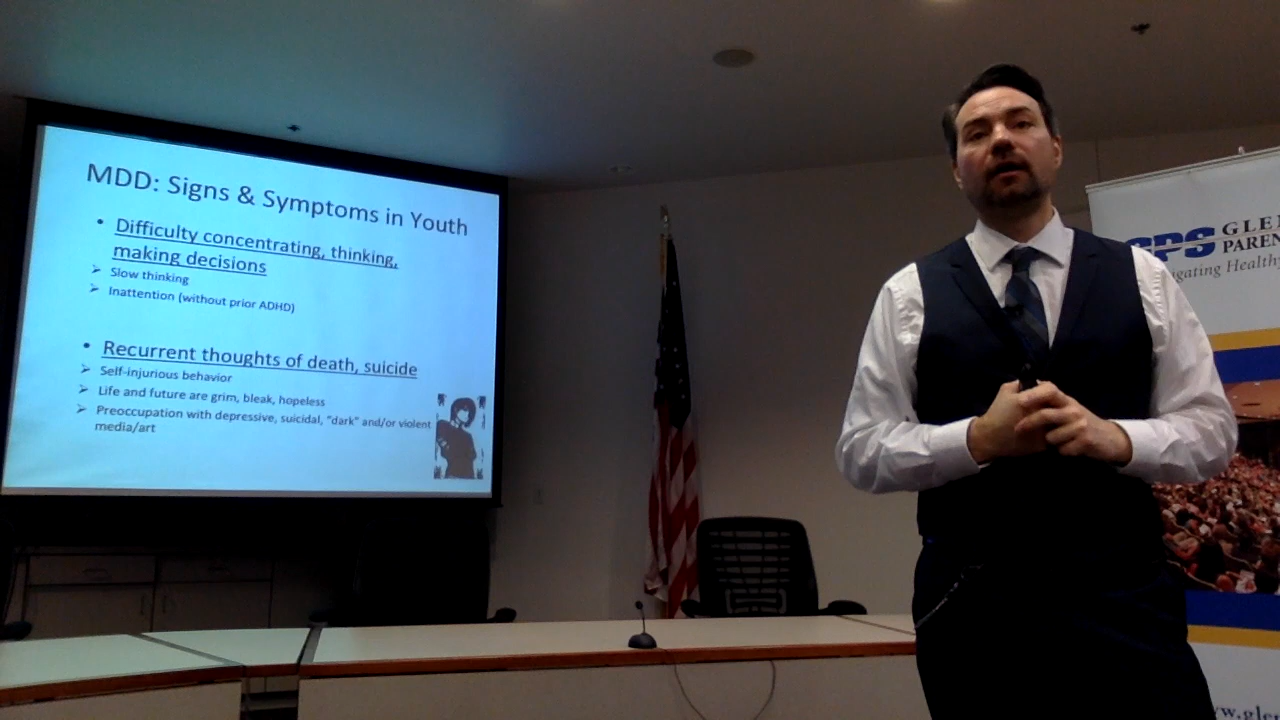 MDD: Signs & Symptoms in Youth
• Difficulty concentrating, thinking,
making decisions
➢ Slow thinking
➢ Inattention (without prior ADHD)
• Recurrent thoughts of death, suicide
➢ Self-injurious behavior
➢ Life and future are grim, bleak, hopeless
➢ Preoccupation with depressive, suicidal, "dark" and/or violent
media/art
GPS GLEN
PAREN
igating Healthy